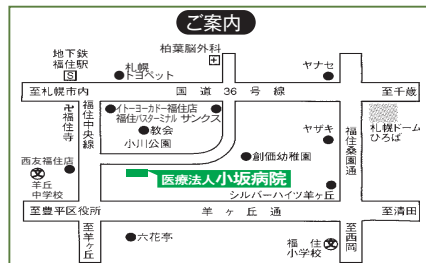 ご案内
地下鉄
福住駅
S
札幌
トヨペット
柏葉脳外科
ヤナセ
至札幌市内
国道36号線
至千歳
卍福住寺
福住中央線
イトーヨーカドー福住店
福住バスターミナル サンクス
教会
小川公園
ヤザキ
福住桑園通
札幌ドーム
ひろば
西友福住店
文
羊丘
中学校
創価幼稚園
医療法人小坂病院
シルバーハイツ羊ヶ丘
至豊平区役所
羊ヶ丘通
至清田
至羊ヶ丘
六花亭
福住
小学校
文
至西岡